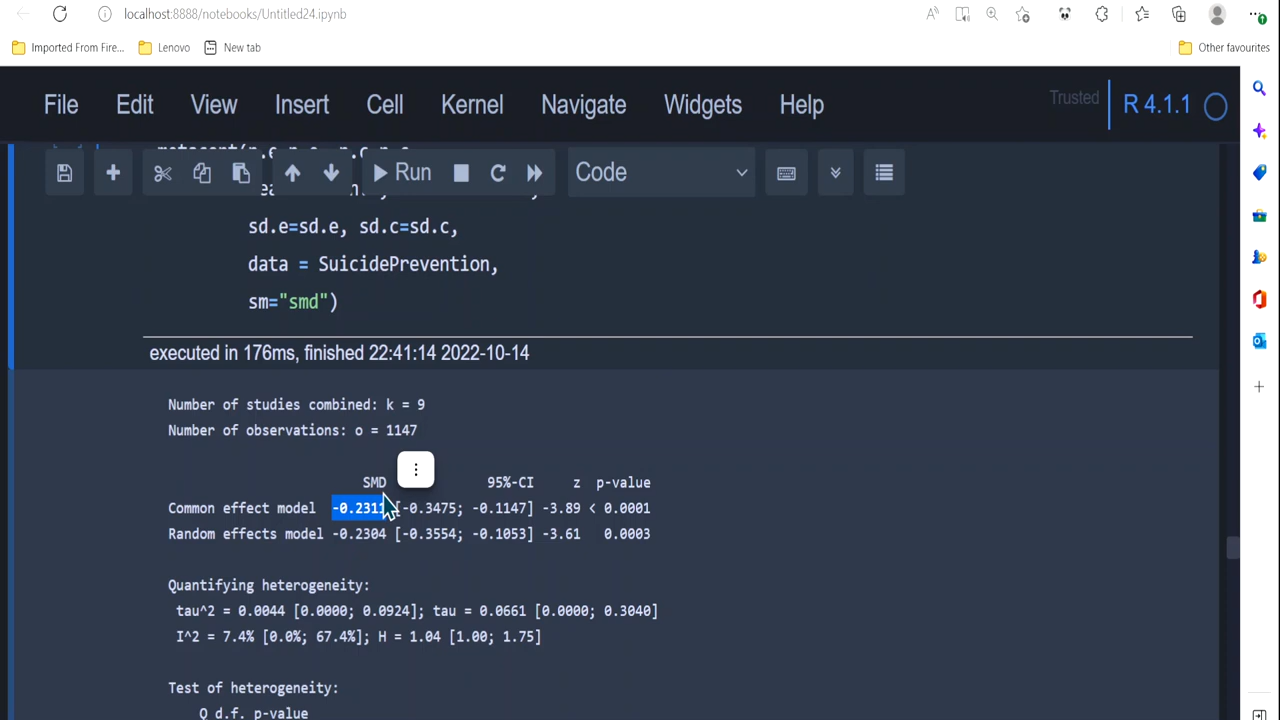 localhost:8888/notebooks/Untitled24.ipynb
Imported From Fire... Lenovo New tab Other favourites
File Edit View Insert Cell Kernel Navigate Widgets Help Trusted R 4.1.1
Run Code
sd.e=sd.e, sd.c=sd.c,
data = SuicidePrevention,
sm="smd")
executed in 176ms, finished 22:41:14 2022-10-14
Number of studies combined: k = 9
Number of observations: o = 1147
SMD 95%-CI z p-value
Common effect model -0.2311 [-0.3475; -0.1147] -3.89 < 0.0001
Random effects model -0.2304 [-0.3554; -0.1053] -3.61 0.0003
Quantifying heterogeneity:
tau^2 = 0.0044 [0.0000; 0.0924]; tau = 0.0661 [0.0000; 0.3040]
I^2 = 7.4% [0.0%; 67.4%]; H = 1.04 [1.00; 1.75]
Test of heterogeneity:
Q d.f. p-value